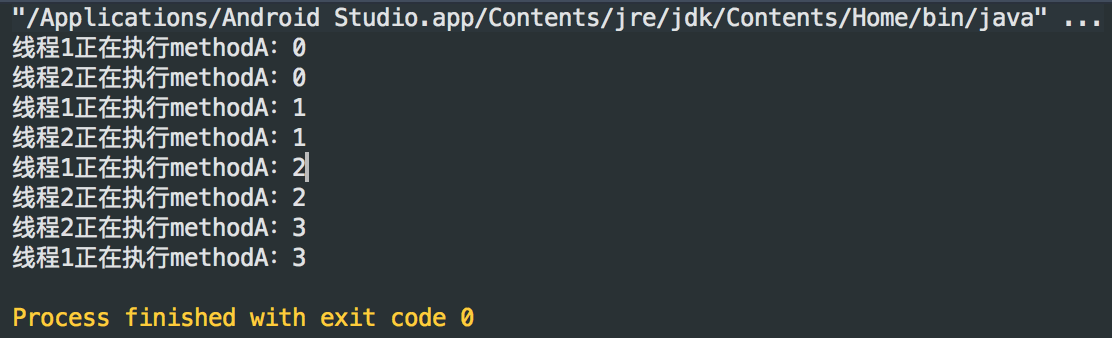 "/Applications/Android Studio.app/Contents/jre/jdk/Contents/Home/bin/java" ...
线程1正在执行methodA：0
线程2正在执行methodA：0
线程1正在执行methodA：1
线程2正在执行methodA：1
线程1正在执行methodA：2
线程2正在执行methodA：2
线程2正在执行methodA：3
线程1正在执行methodA：3
Process finished with exit code 0